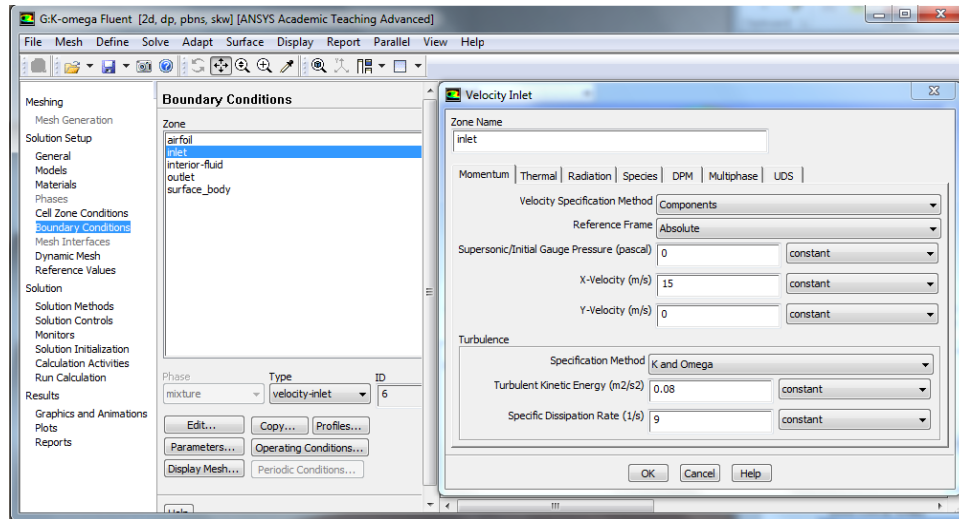 G:K-omega Fluent [2d, dp, pbns, skw] [ANSYS Academic Teaching Advanced]
File Mesh Define Solve Adapt Surface Display Report Parallel View Help
Meshing
Mesh Generation
Solution Setup
General
Models
Materials
Phases
Cell Zone Conditions
Boundary Conditions
Mesh Interfaces
Dynamic Mesh
Reference Values
Solution
Solution Methods
Solution Controls
Monitors
Solution Initialization
Calculation Activities
Run Calculation
Results
Graphics and Animations
Plots
Reports
Boundary Conditions
Zone
airfoil
inlet
interior-fluid
outlet
surface_body
Phase Type ID
mixture velocity-inlet 6
Edit... Copy... Profiles...
Parameters... Operating Conditions...
Display Mesh... Periodic Conditions...
Velocity Inlet
Zone Name
inlet
Momentum Thermal Radiation Species DPM Multiphase UDS
Velocity Specification Method Components
Reference Frame Absolute
Supersonic/Initial Gauge Pressure (pascal) 0 constant
X-Velocity (m/s) 15 constant
Y-Velocity (m/s) 0 constant
Turbulence
Specification Method K and Omega
Turbulent Kinetic Energy (m2/s2) 0.08 constant
Specific Dissipation Rate (1/s) 9 constant
OK Cancel Help